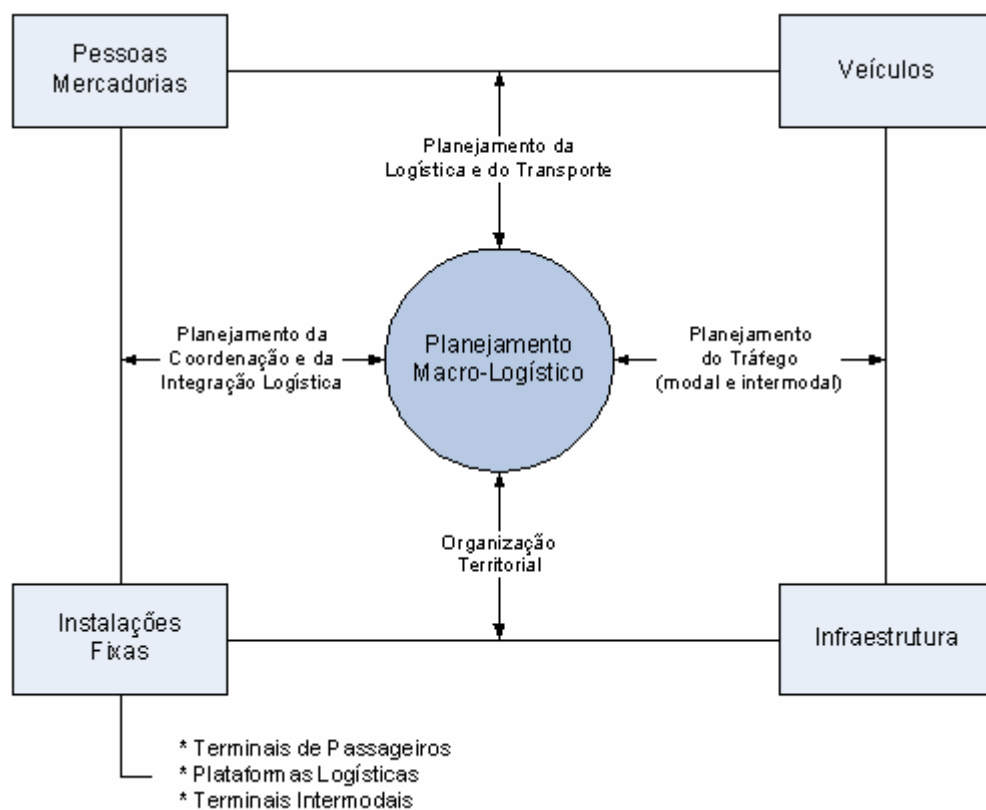 Pessoas
Mercadorias
Veículos
Planejamento da
Logística e do Transporte
Planejamento da
Coordenação e da
Integração Logística
Planejamento
Macro-Logístico
Planejamento
do Tráfego
(modal e intermodal)
Organização
Territorial
Instalações
Fixas
Infraestrutura
* Terminais de Passageiros
* Plataformas Logísticas
* Terminais Intermodais